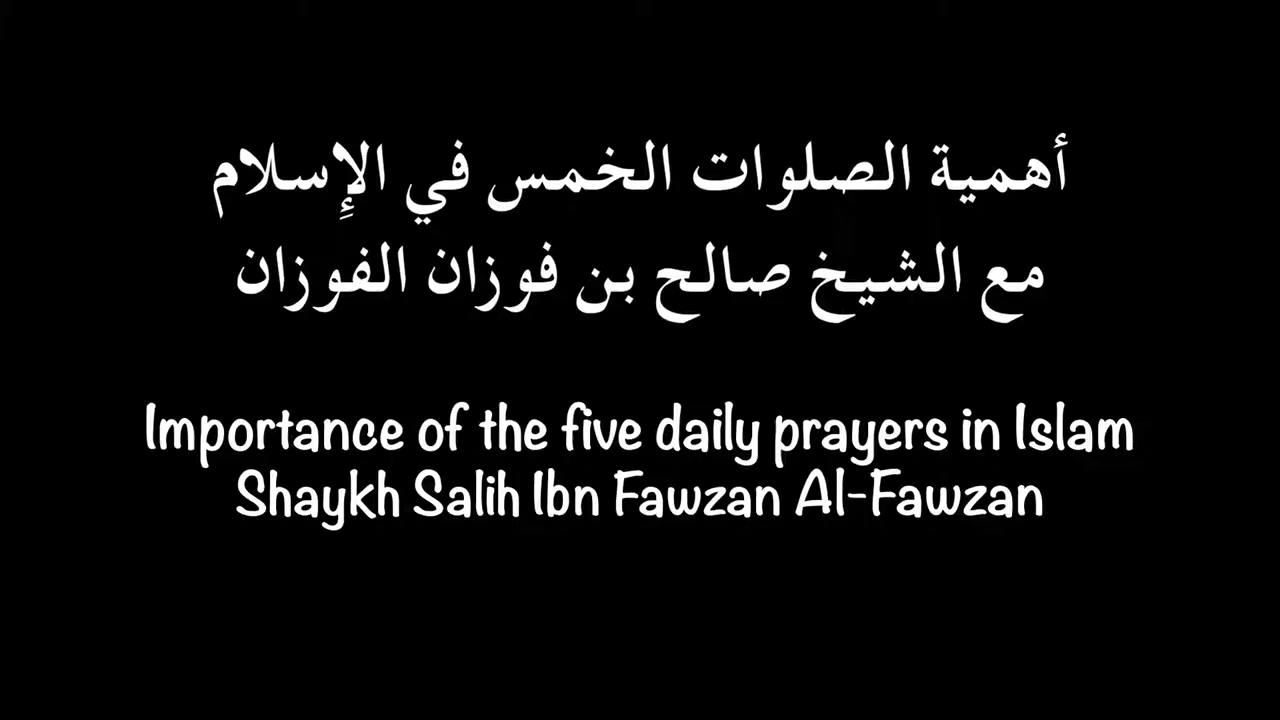 أهمية الصلوات الخمس في الإِسلام
مع الشيخ صالح بن فوزان الفوزان
Importance of the five daily prayers in Islam
Shaykh Salih Ibn Fawzan Al-Fawzan